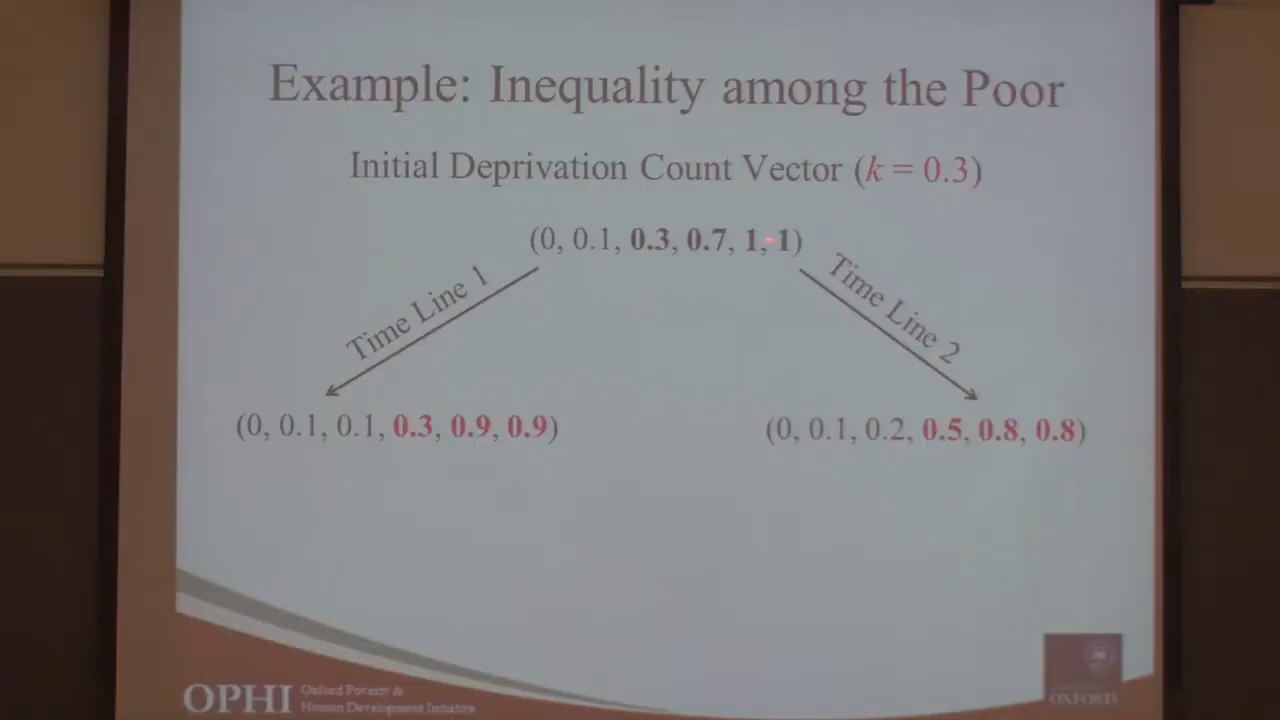 Example: Inequality among the Poor
Initial Deprivation Count Vector (k = 0.3)
(0, 0.1, 0.3, 0.7, 1, 1)
Time Line 1
Time Line 2
(0, 0.1, 0.1, 0.3, 0.9, 0.9)
(0, 0.1, 0.2, 0.5, 0.8, 0.8)
OPHI
Oxford Poverty &
Human Development Initiative
OXFORD